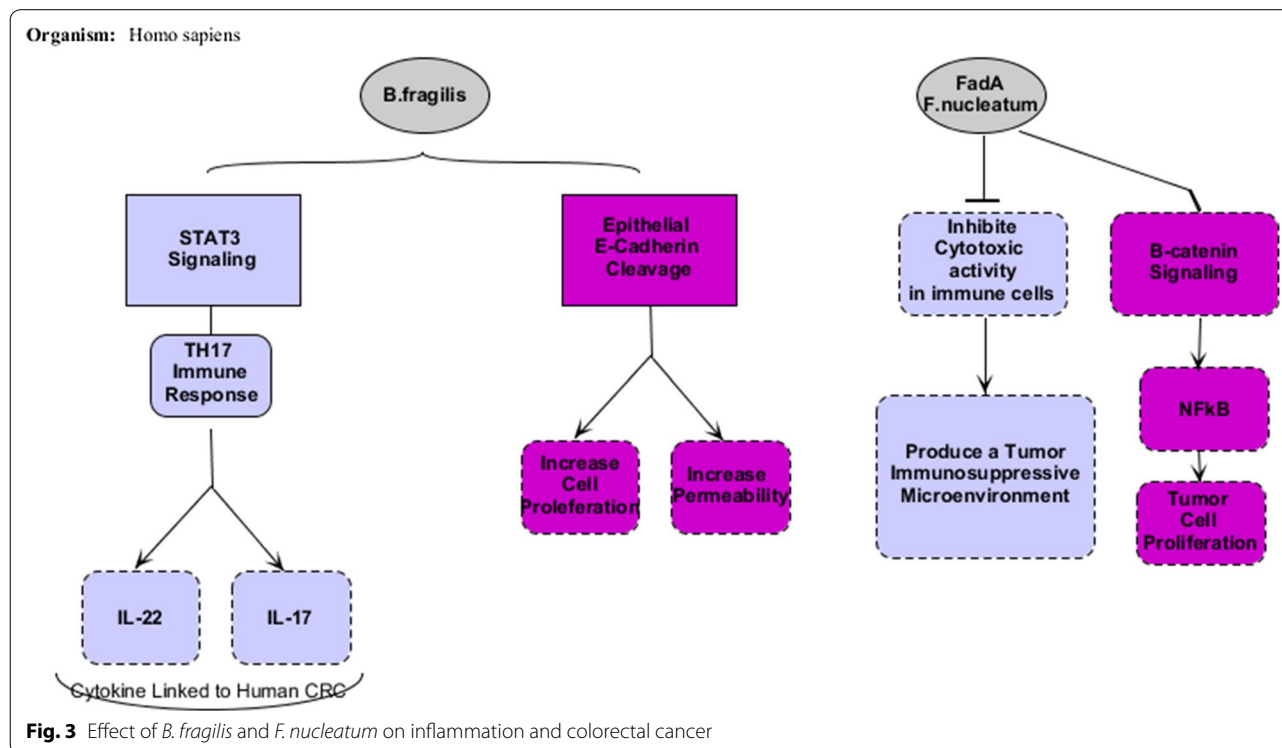 Organism: Homo sapiens
B.fragilis
FadA
F.nucleatum
STAT3
Signaling
Epithelial
E-Cadherin
Cleavage
Inhibite
Cytotoxic
activity
in immune cells
B-catenin
Signaling
TH17
Immune
Response
NFkB
Increase
Cell
Proleferation
Increase
Permeability
Produce a Tumor
Immunosuppressive
Microenvironment
Tumor
Cell
Proliferation
IL-22
IL-17
Cytokine Linked to Human CRC
Fig. 3 Effect of B. fragilis and F. nucleatum on inflammation and colorectal cancer